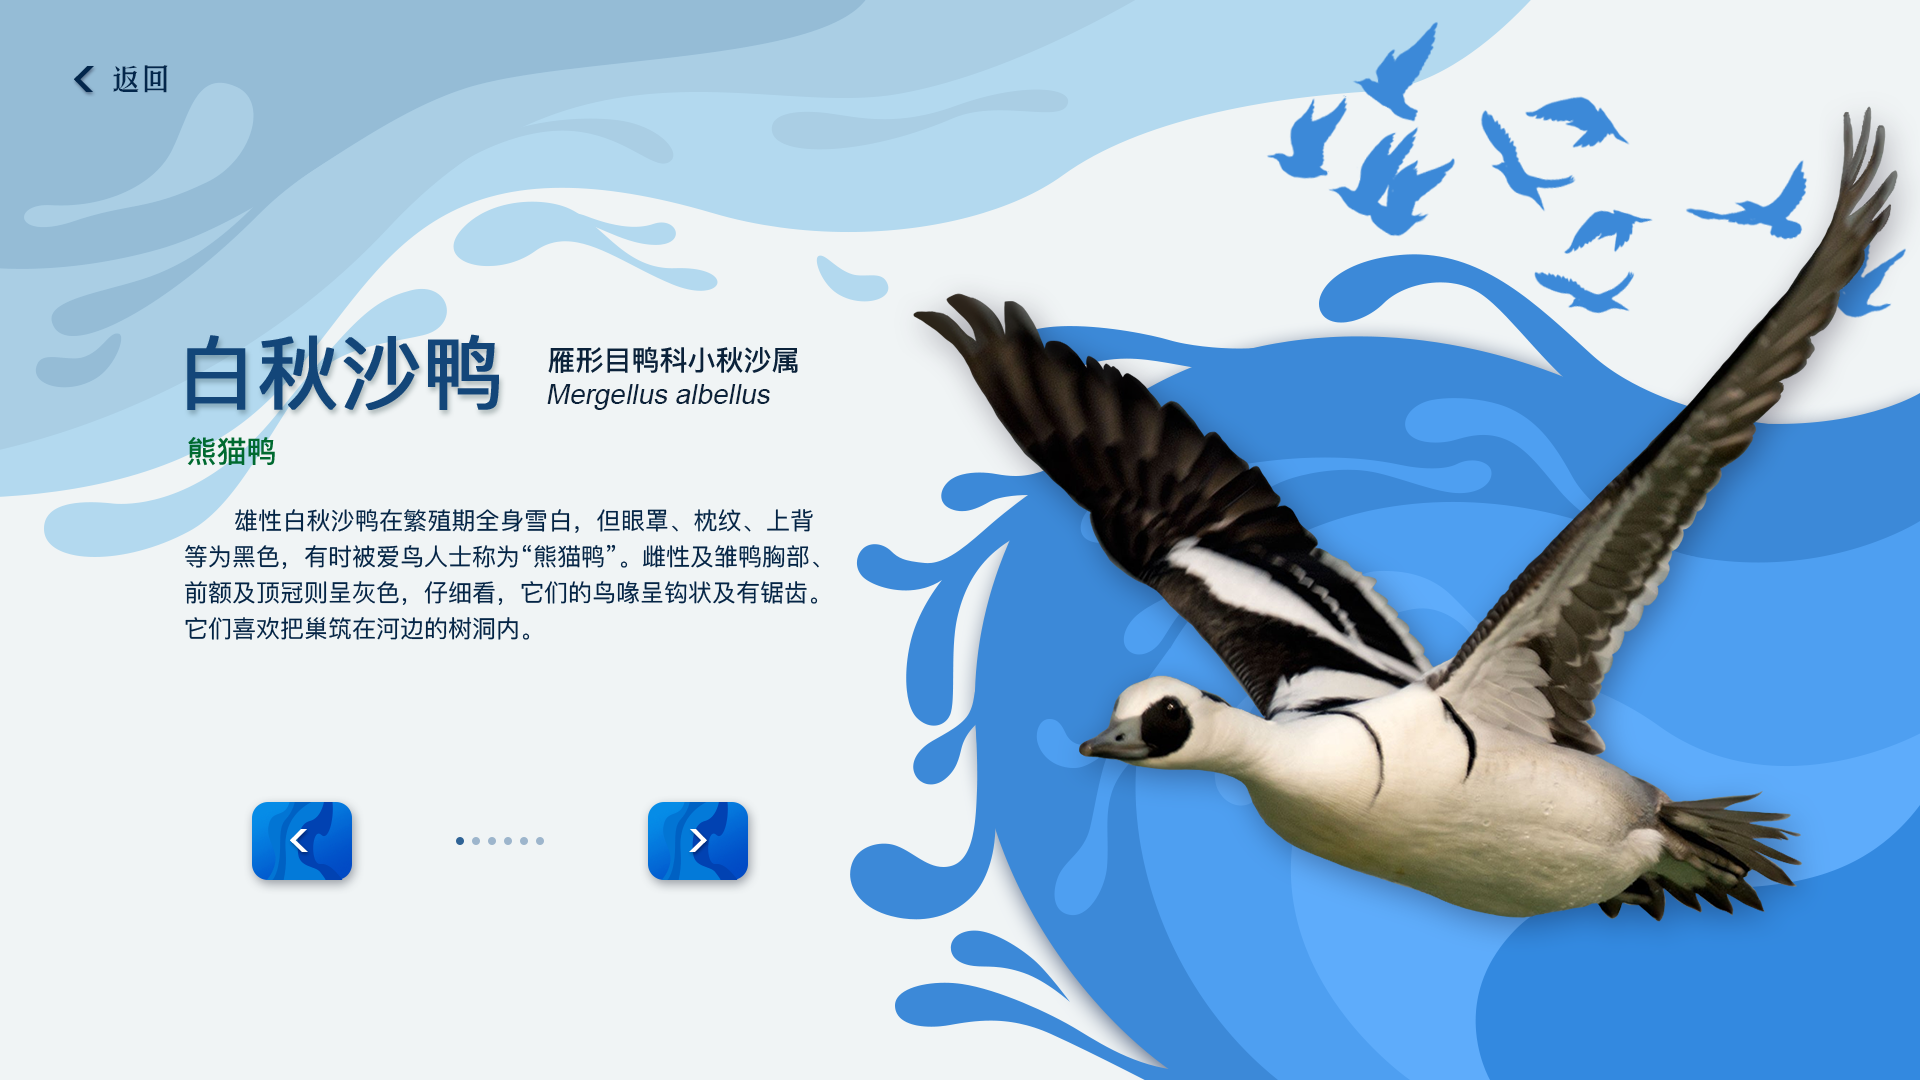 返回
白秋沙鸭
雁形目鸭科小秋沙属
Mergellus albellus
熊猫鸭
雄性白秋沙鸭在繁殖期全身雪白，但眼罩、枕纹、上背
等为黑色，有时被爱鸟人士称为“熊猫鸭”。雌性及雏鸭胸部、
前额及顶冠则呈灰色，仔细看，它们的鸟喙呈钩状及有锯齿。
它们喜欢把巢筑在河边的树洞内。